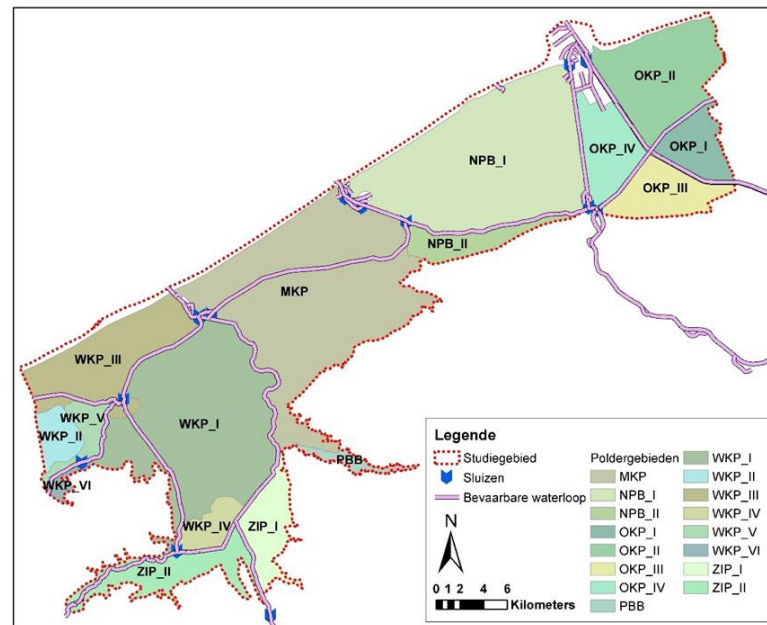 OKP_II
OKP_I
OKP_IV
NPB_I
OKP_III
NPB_II
MKP
WKP_III
WKP_V
WKP_I
WKP_II
PBB
WKP_VI
WKP_IV
ZIP_I
ZIP_II
Legende
Studiegebied
Sluizen
Bevaarbare waterloop
N
0 1 2 4 6
Kilometers
Poldergebieden
MKP
NPB_I
NPB_II
OKP_I
OKP_II
OKP_III
OKP_IV
PBB
WKP_I
WKP_II
WKP_III
WKP_IV
WKP_V
WKP_VI
ZIP_I
ZIP_II